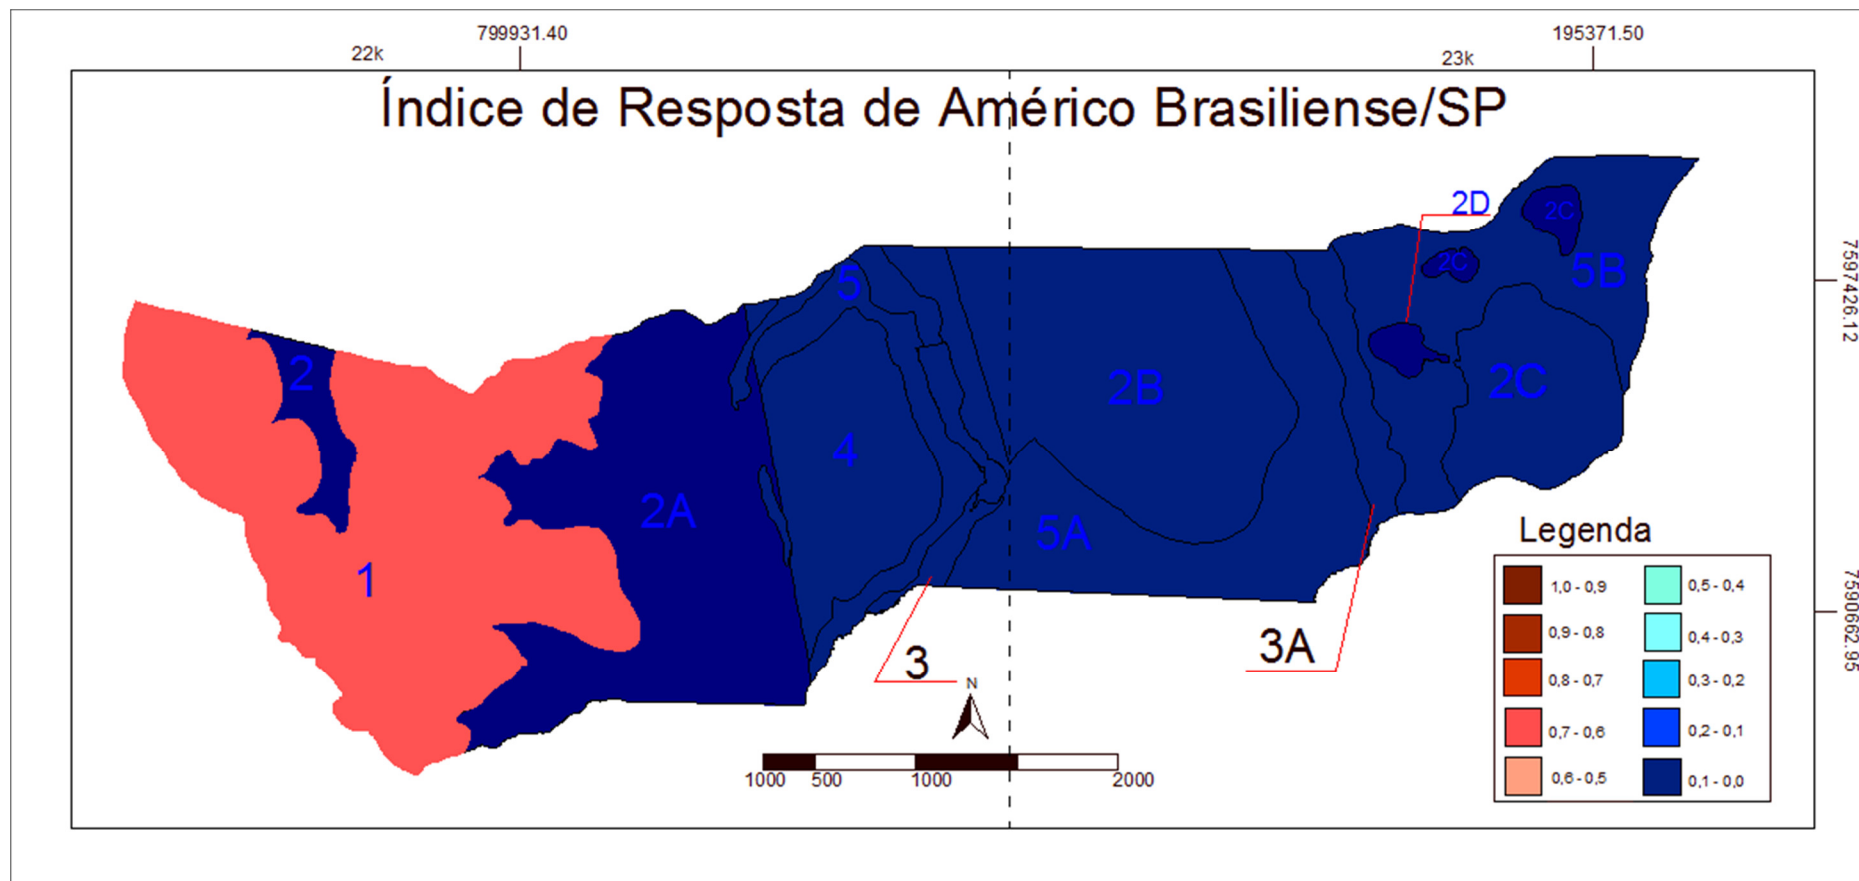 799931.40
195371.50
22k
23k
Índice de Resposta de Américo Brasiliense/SP
2D
2C
5
2C
5B
7597426.12
2
2B
2C
4
2A
5A
1
Legenda
1,0 - 0,9
0,5 - 0,4
0,9 - 0,8
0,4 - 0,3
0,8 - 0,7
0,3 - 0,2
0,7 - 0,6
0,2 - 0,1
0,6 - 0,5
0,1 - 0,0
7590662.95
3
3A
N
1000 500 1000 2000